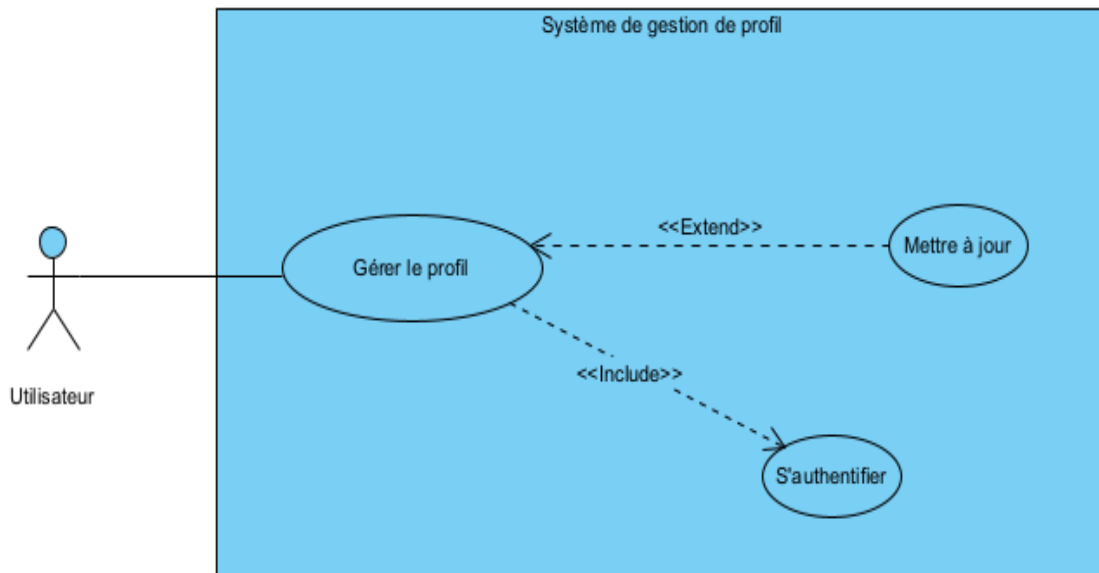 Système de gestion de profil
<<Extend>>
Mettre à jour
Gérer le profil
<<Include>>
Utilisateur
S'authentifier